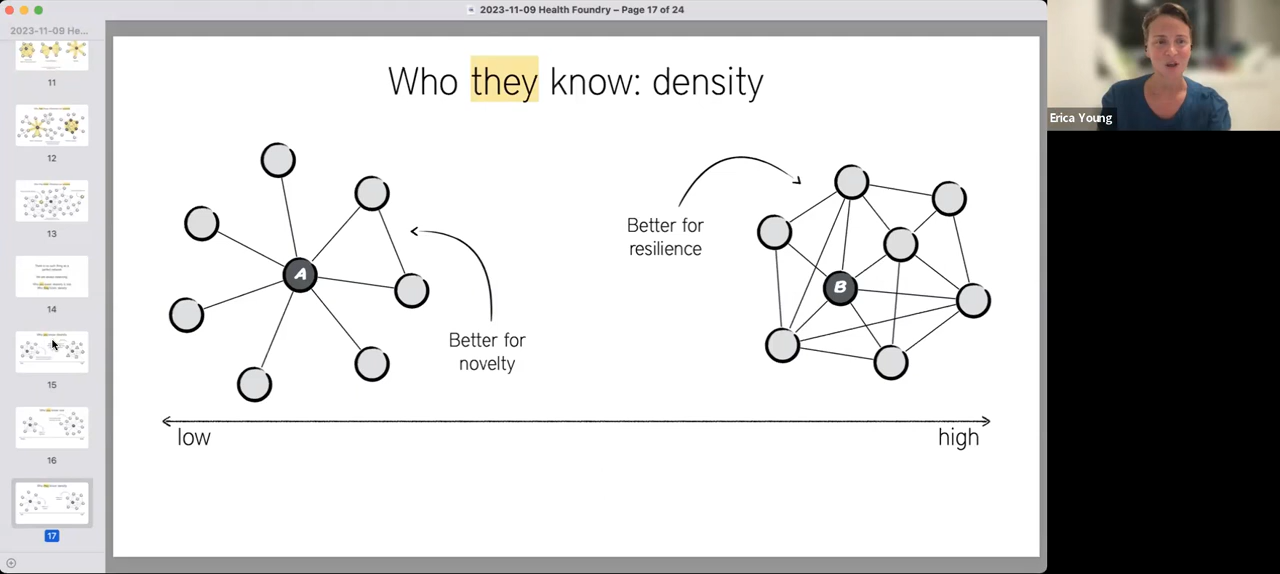 2023-11-09 Health Foundry – Page 17 of 24
2023-11-09 He...
11
12
13
14
15
16
17
Who they know: density
A
Better for
novelty
Better for
resilience
B
low
high
Erica Young